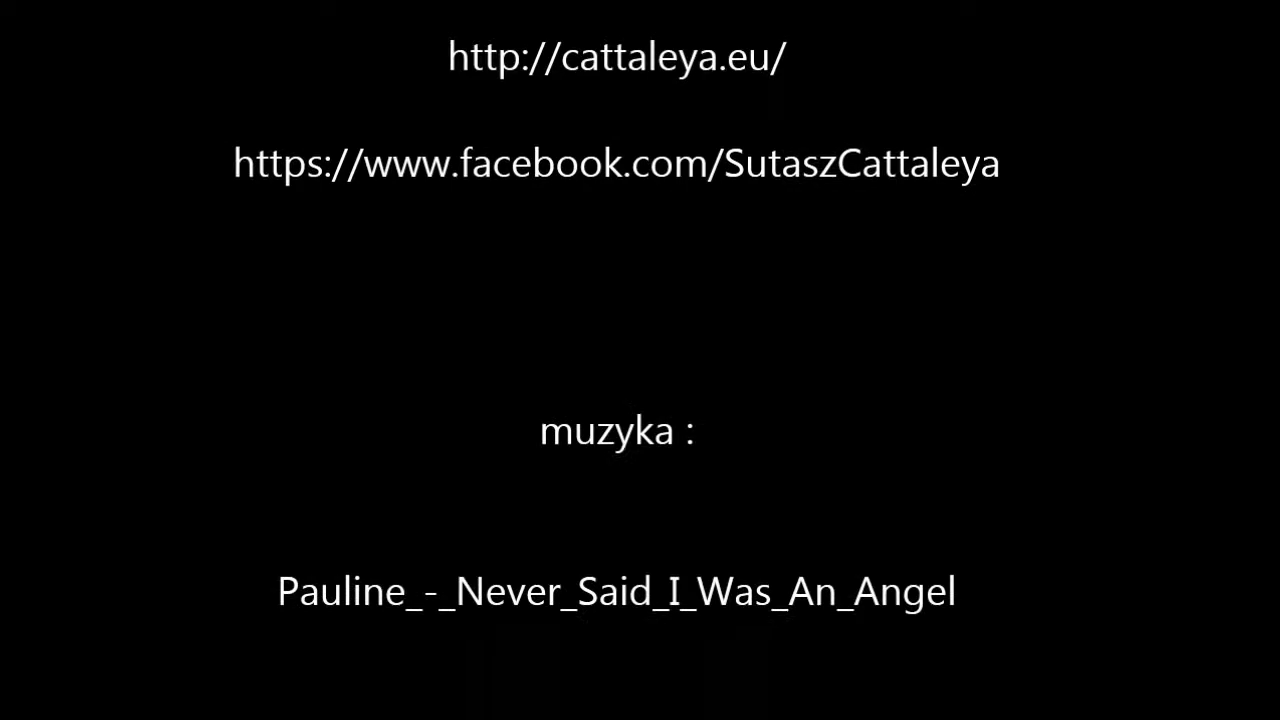 http://cattaleya.eu/
https://www.facebook.com/SutaszCattaleya
muzyka :
Pauline_-_Never_Said_I_Was_An_Angel